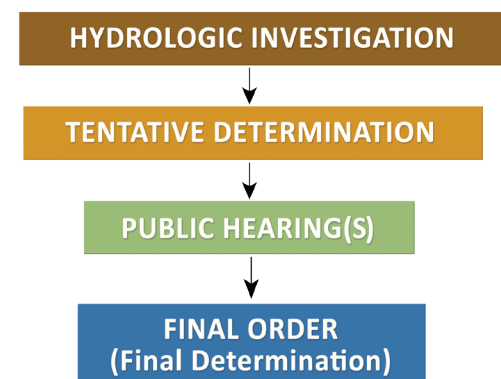 HYDROLOGIC INVESTIGATION
TENTATIVE DETERMINATION
PUBLIC HEARING(S)
FINAL ORDER
(Final Determination)